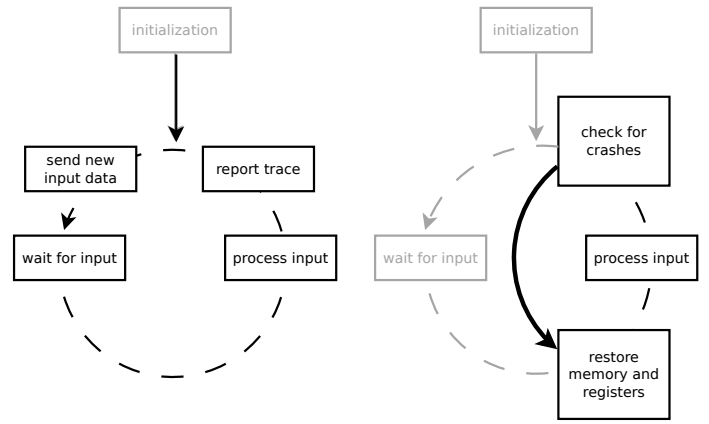 initialization
send new
input data
report trace
wait for input
process input
initialization
check for
crashes
wait for input
process input
restore
memory and
registers